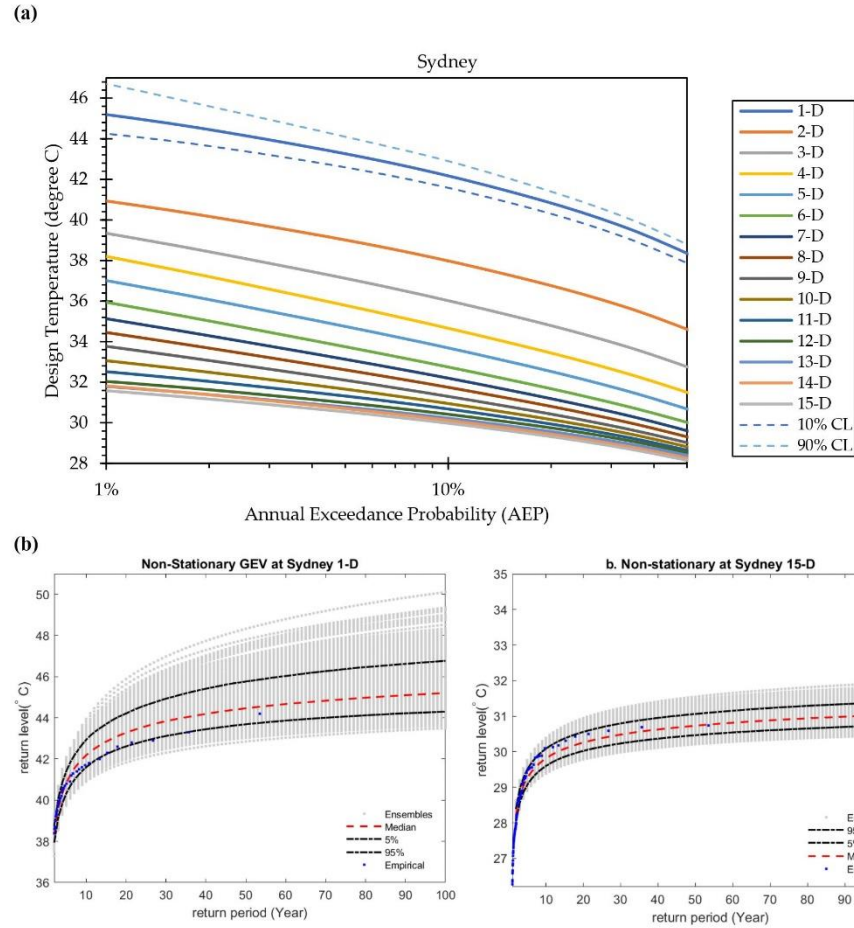 (a)
Sydney
Design Temperature (degree C)
46
44
42
40
38
36
34
32
30
28
1%
10%
Annual Exceedance Probability (AEP)
1-D
2-D
3-D
4-D
5-D
6-D
7-D
8-D
9-D
10-D
11-D
12-D
13-D
14-D
15-D
10% CL
90% CL
(b)
Non-Stationary GEV at Sydney 1-D
return level(° C)
50
48
46
44
42
40
38
36
10 20 30 40 50 60 70 80 90 100
return period (Year)
Ensembles
Median
5%
95%
Empirical
b. Non-stationary at Sydney 15-D
return level(° C)
35
34
33
32
31
30
29
28
27
10 20 30 40 50 60 70 80 90
return period (Year)
E
95
5%
M
E